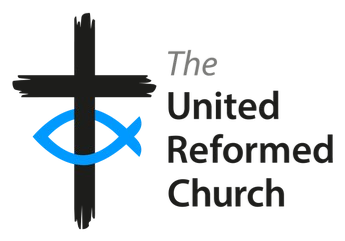 The
United
Reformed
Church